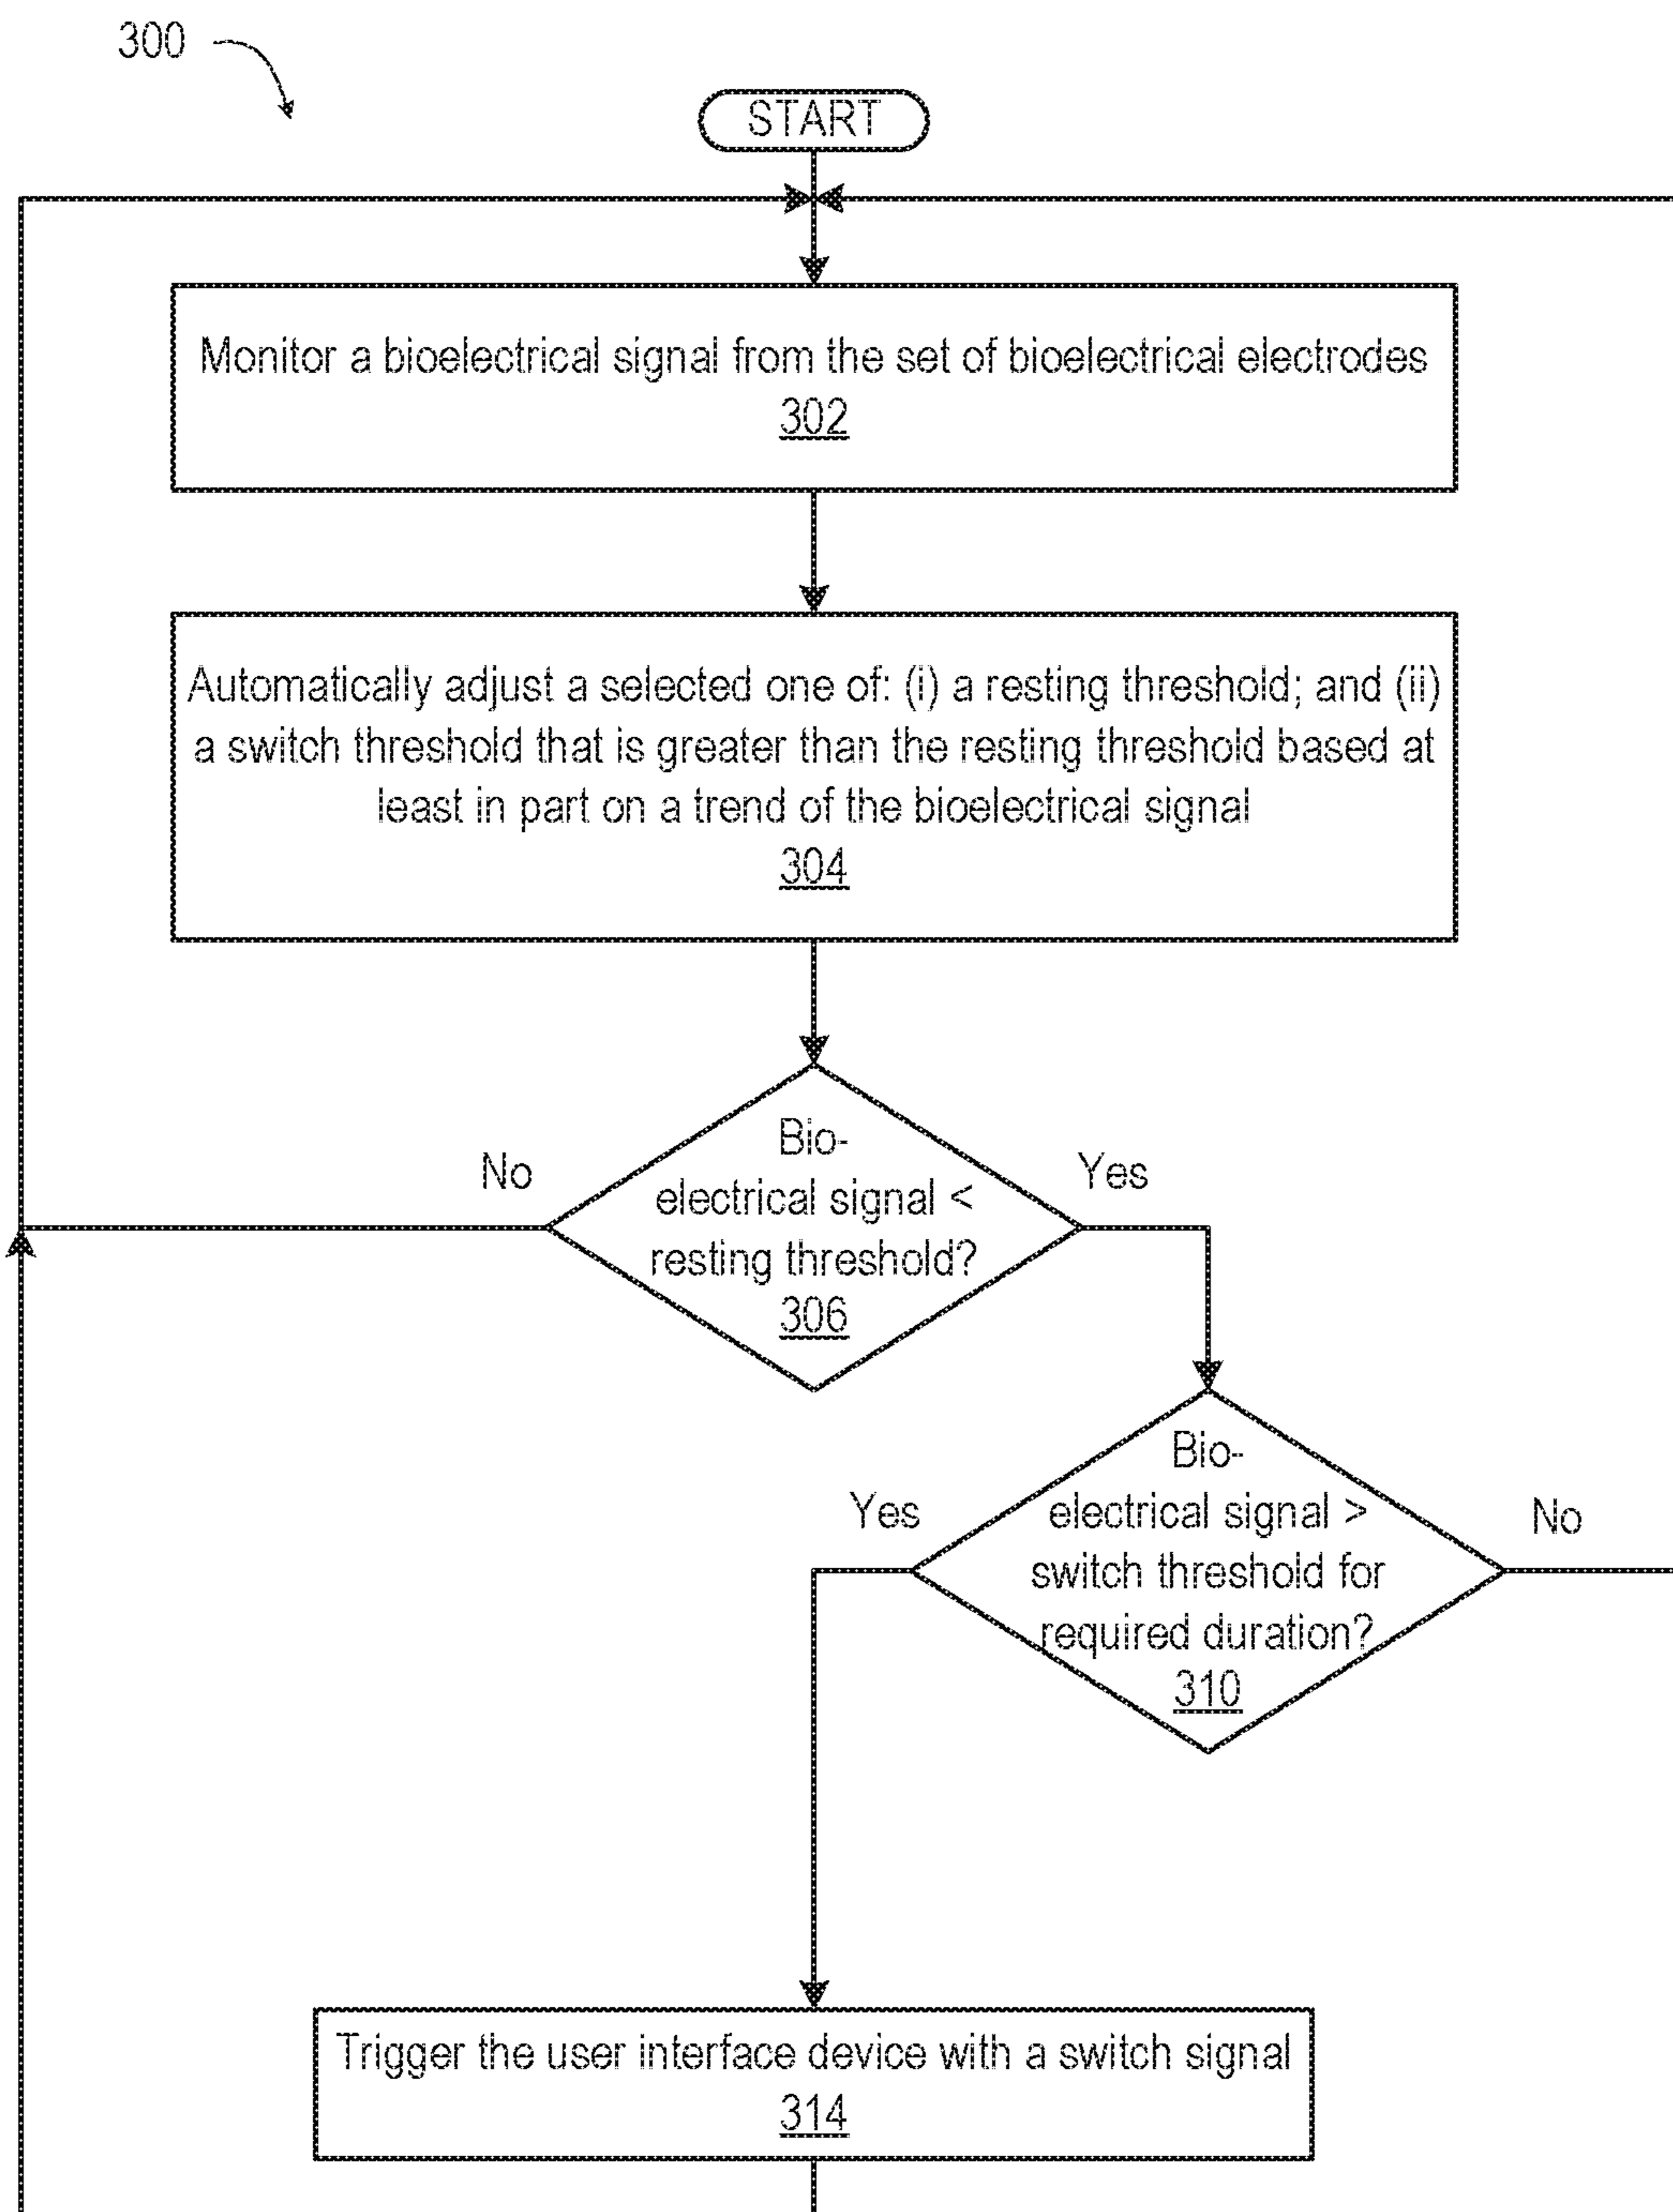 300
START
Monitor a bioelectrical signal from the set of bioelectrical electrodes
302
Automatically adjust a selected one of: (i) a resting threshold; and (ii)
a switch threshold that is greater than the resting threshold based at
least in part on a trend of the bioelectrical signal
304
Bio-
electrical signal <
resting threshold?
306
No
Yes
Bio-
electrical signal >
switch threshold for
required duration?
310
Yes
No
Trigger the user interface device with a switch signal
314